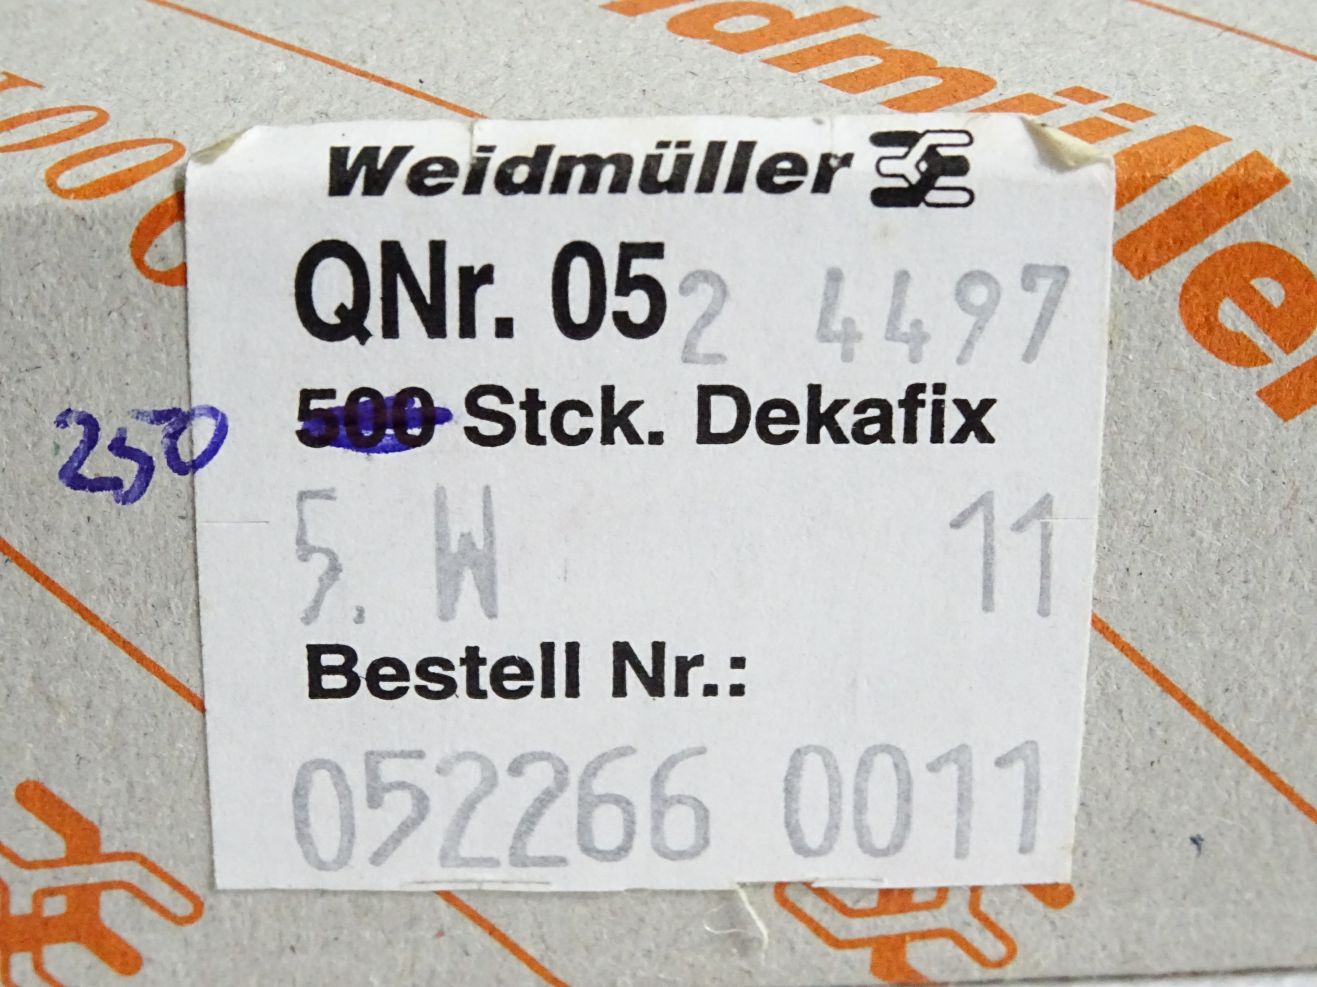 Weidmüller
QNr. 052 4497
250 500 Stck. Dekafix
5. W 11
Bestell Nr.:
052266 0011